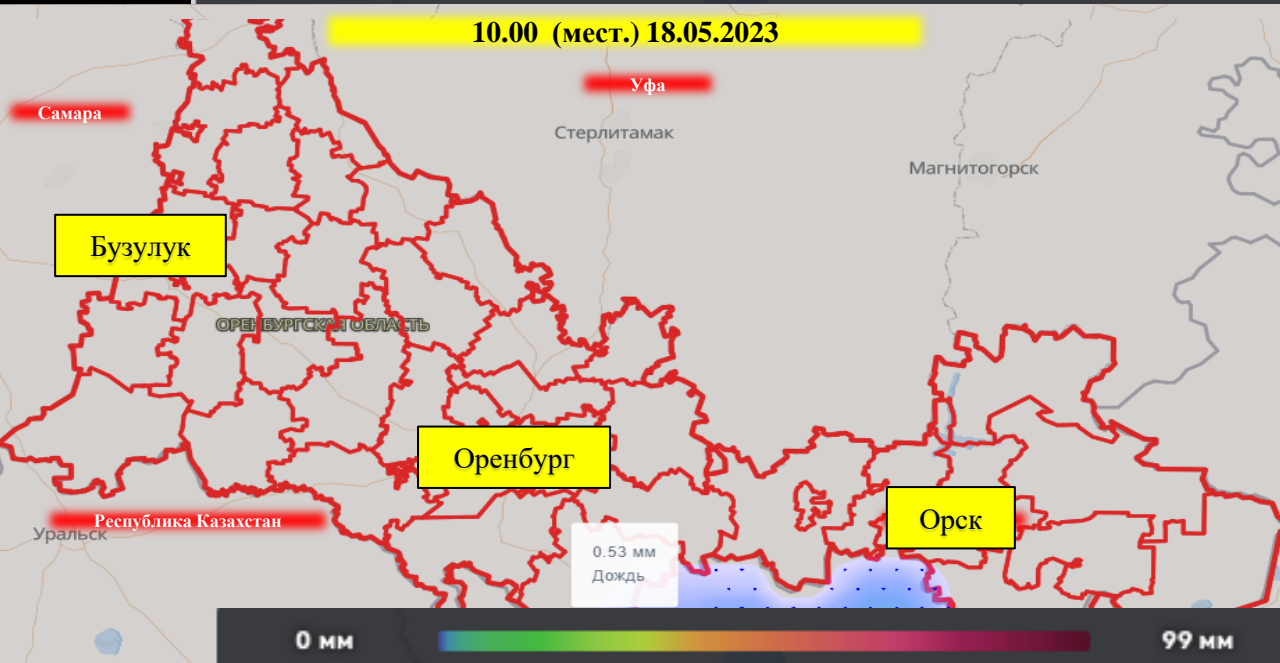 10.00 (мест.) 18.05.2023
Уфа
Самара
Стерлитамак
Магнитогорск
Бузулук
ОРЕНБУРГСКАЯ ОБЛАСТЬ
Оренбург
Орск
Республика Казахстан
Уральск
0.53 мм
Дождь
0 мм
99 мм